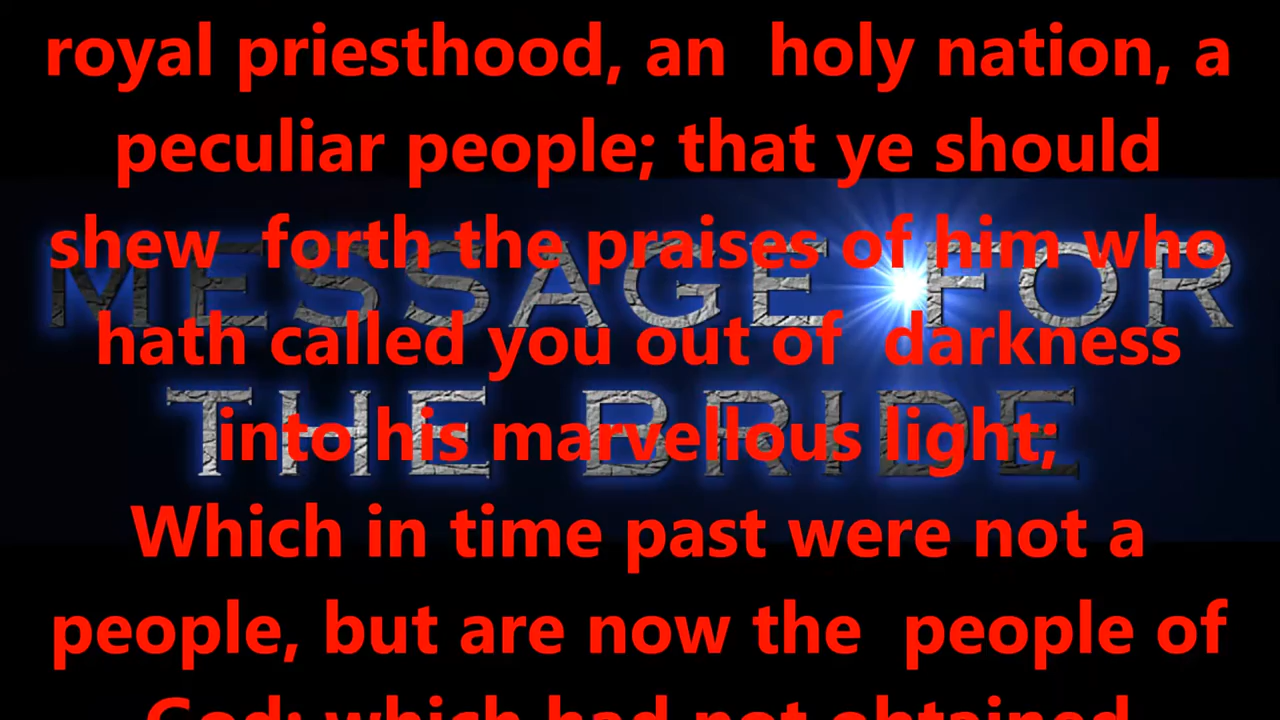 royal priesthood, an holy nation, a
peculiar people; that ye should
shew forth the praises of him who
hath called you out of darkness
into his marvellous light;
Which in time past were not a
people, but are now the people of
God; which had not obtained
MESSAGE FOR
THE BRIDE